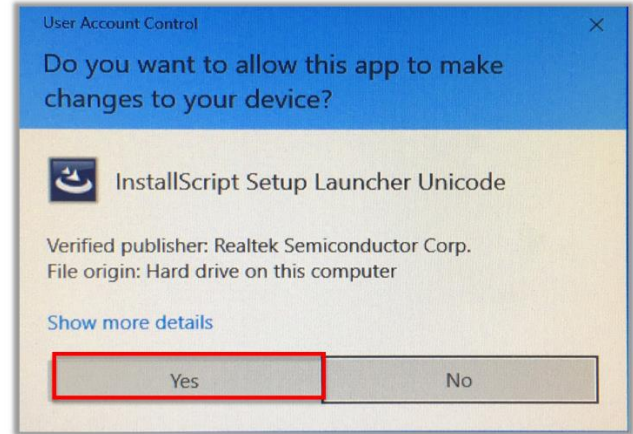 User Account Control
Do you want to allow this app to make
changes to your device?
InstallScript Setup Launcher Unicode
Verified publisher: Realtek Semiconductor Corp.
File origin: Hard drive on this computer
Show more details
Yes
No